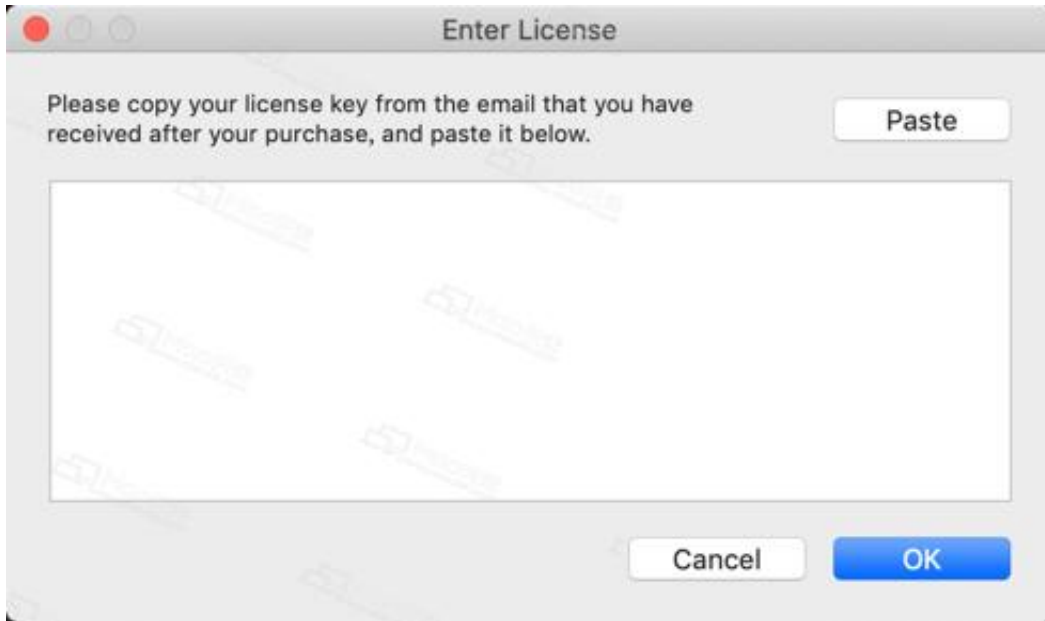 Enter License
Please copy your license key from the email that you have
received after your purchase, and paste it below.
Paste
Cancel
OK